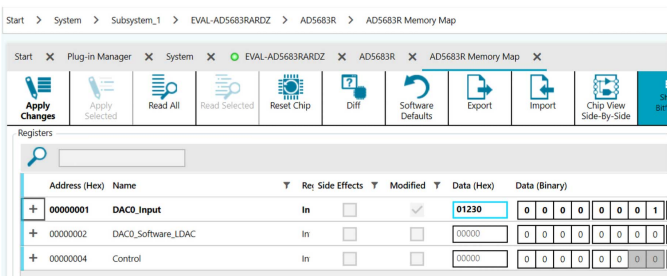 Start > System > Subsystem_1 > EVAL-AD5683RARDZ > AD5683R > AD5683R Memory Map
Start X Plug-in Manager X System X EVAL-AD5683RARDZ X AD5683R X AD5683R Memory Map X
Apply Changes Apply Selected Read All Read Selected Reset Chip Diff Software Defaults Export Import Chip View Side-By-Side
Registers
Address (Hex) Name Side Effects Modified Data (Hex) Data (Binary)
+ 00000001 DAC0_Input In 01230 0 0 0 0 0 0 0 1
+ 00000002 DAC0_Software_LDAC In 00000 0 0 0 0 0 0 0 0
+ 00000004 Control In 00000 0 0 0 0 0 0 0 0